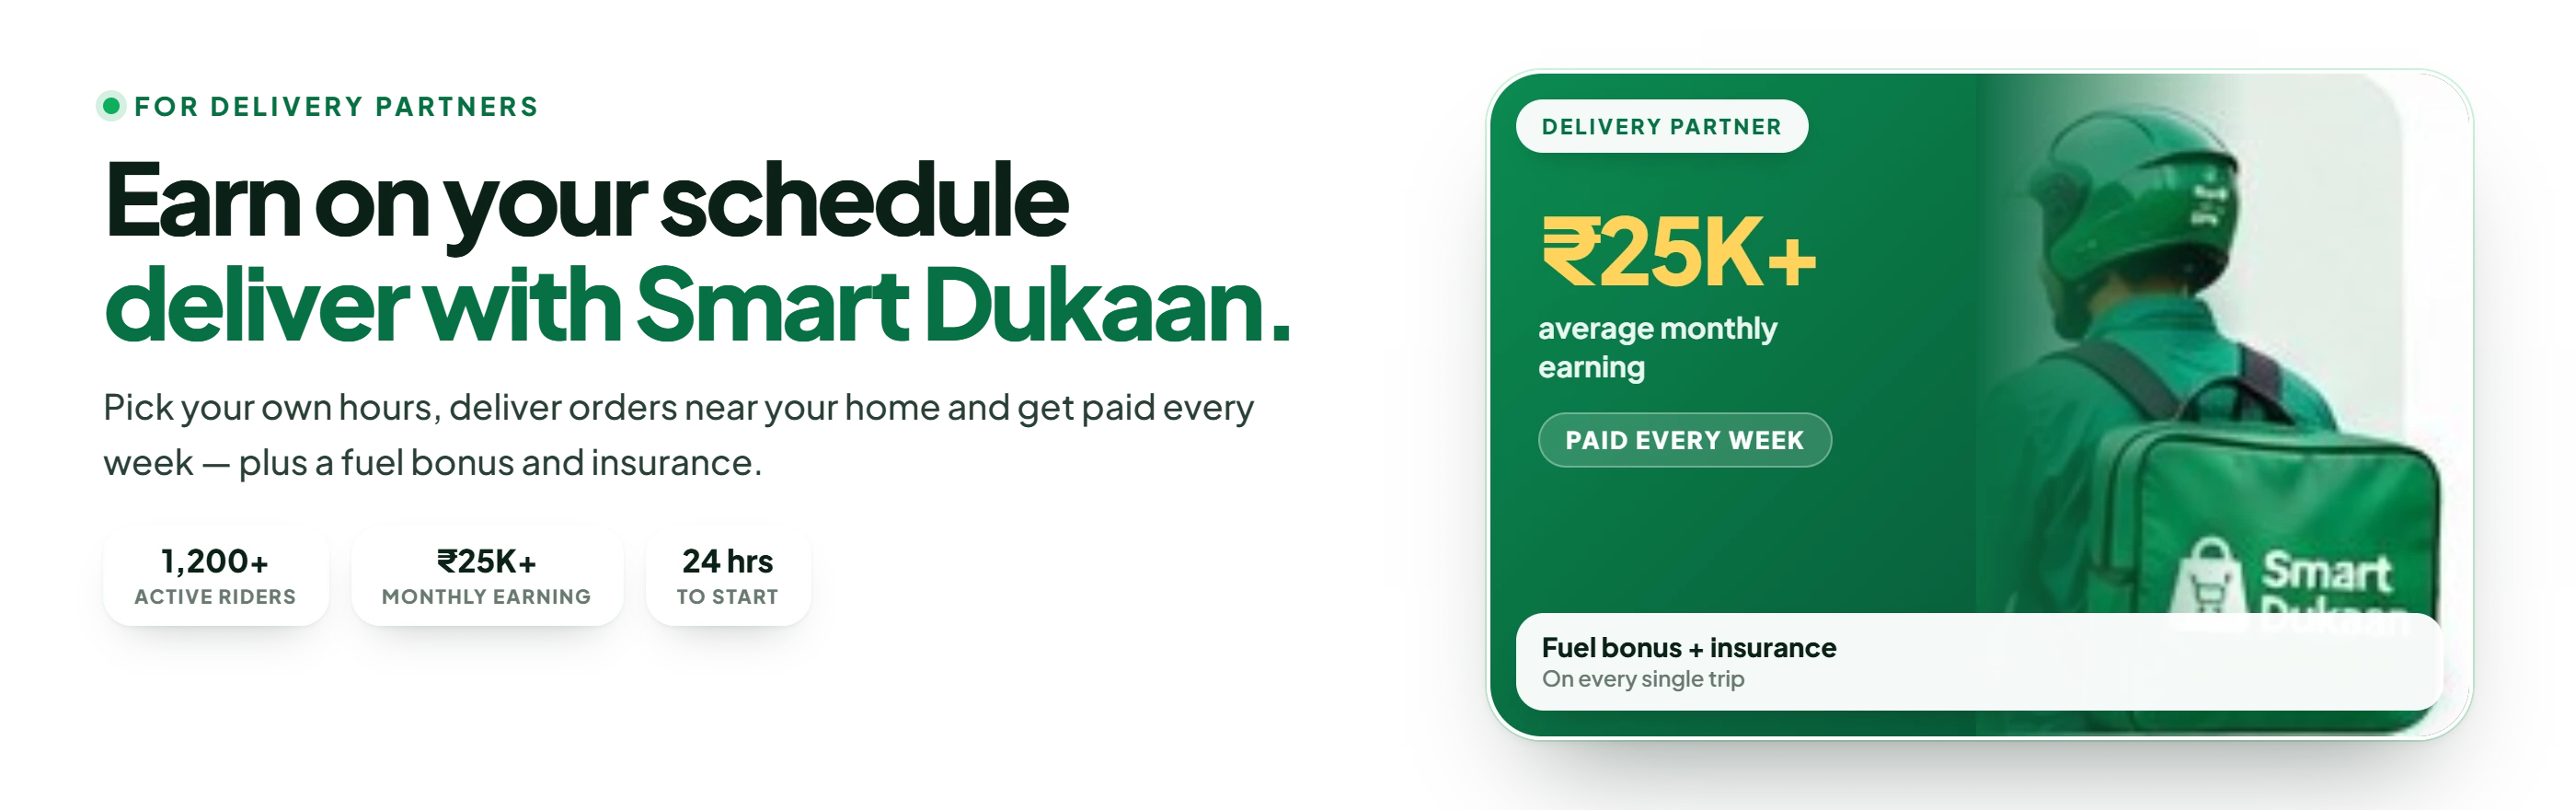 FOR DELIVERY PARTNERS
Earn on your schedule
deliver with Smart Dukaan.
Pick your own hours, deliver orders near your home and get paid every
week — plus a fuel bonus and insurance.
1,200+
ACTIVE RIDERS
₹25K+
MONTHLY EARNING
24 hrs
TO START
DELIVERY PARTNER
₹25K+
average monthly
earning
PAID EVERY WEEK
Smart
Dukaan
Fuel bonus + insurance
On every single trip